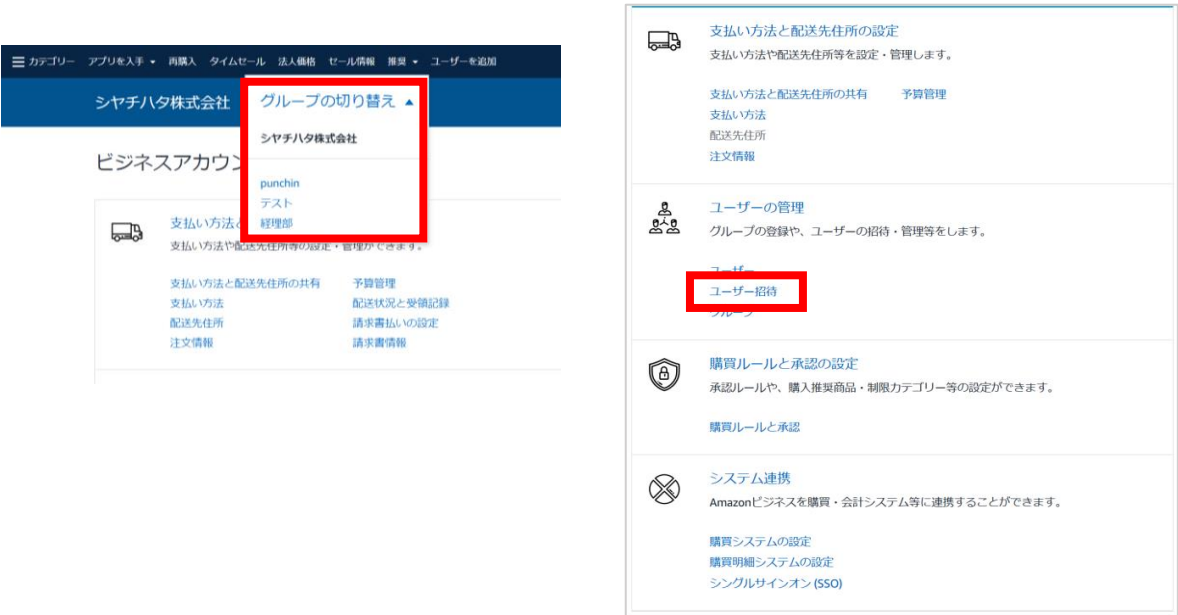 カテゴリー アプリを入手 再購入 タイムセール 法人価格 セール情報 推奨 ユーザーを追加
シヤチハタ株式会社 グループの切り替え ▲
シヤチハタ株式会社
ビジネスアカウン
punchin
テスト
経理部
支払い方法と
支払い方法や配送先住所等の設定・管理ができます。
支払い方法と配送先住所の共有 予算管理
支払い方法 配送状況と受領記録
配送先住所 請求書払いの設定
注文情報 請求書情報
支払い方法と配送先住所の設定
支払い方法や配送先住所等を設定・管理します。
支払い方法と配送先住所の共有 予算管理
支払い方法
配送先住所
注文情報
ユーザーの管理
グループの登録や、ユーザーの招待・管理等をします。
ユーザー
ユーザー招待
グループ
購買ルールと承認の設定
承認ルールや、購入推奨商品・制限カテゴリー等の設定ができます。
購買ルールと承認
システム連携
Amazonビジネスを購買・会計システム等に連携することができます。
購買システムの設定
購買明細システムの設定
シングルサインオン (SSO)